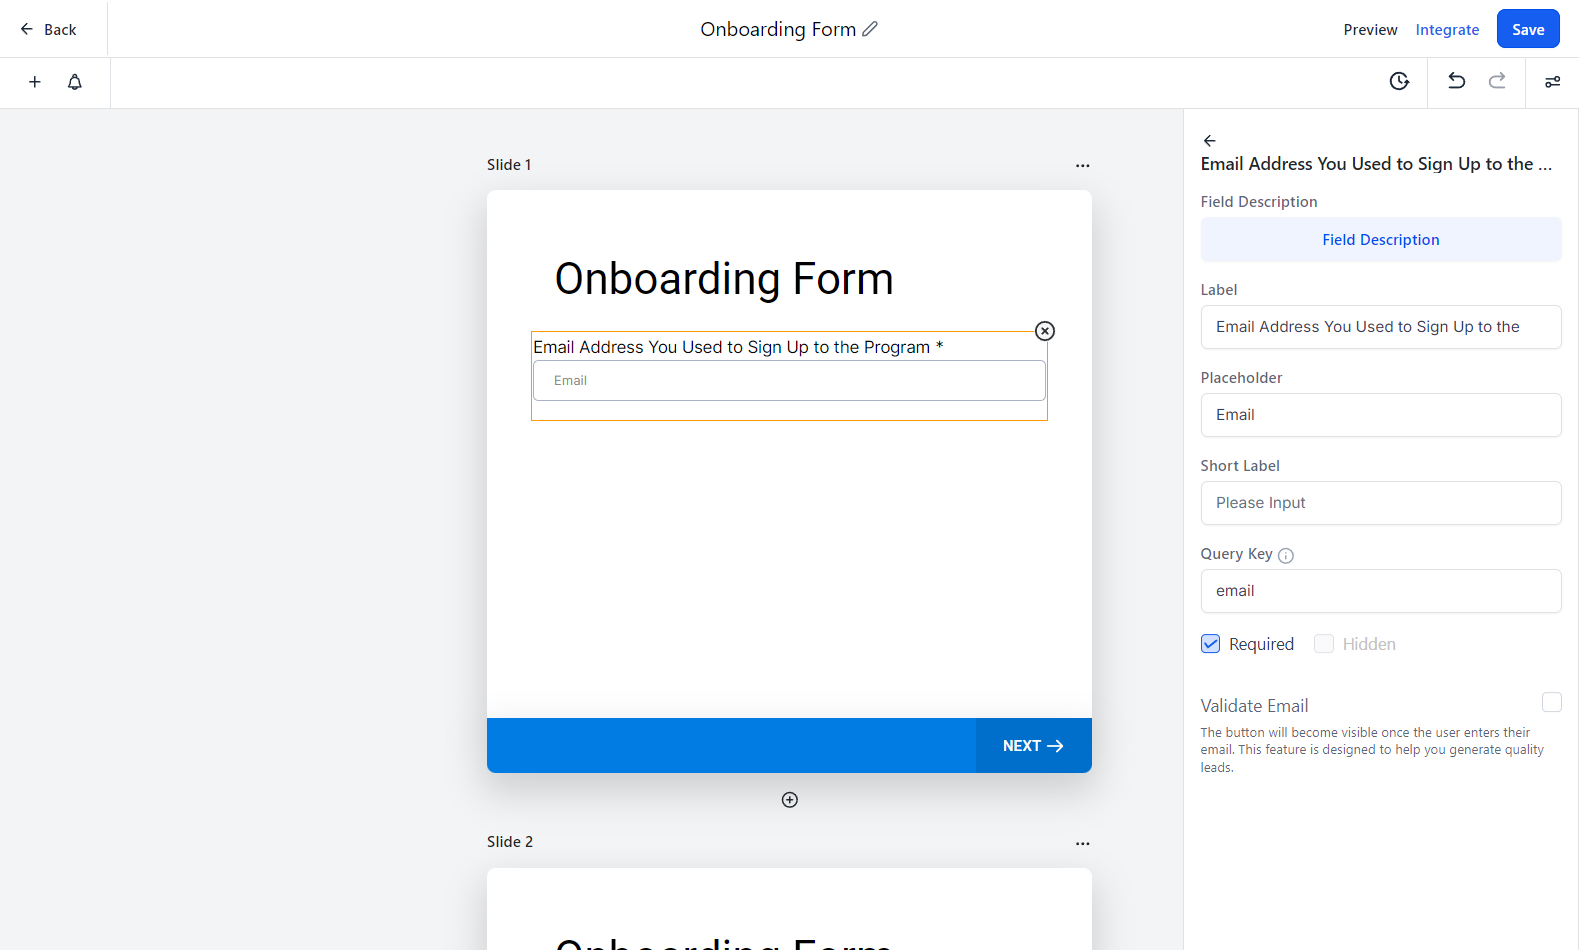 Back
Onboarding Form
Preview
Integrate
Save
Slide 1
Onboarding Form
Email Address You Used to Sign Up to the Program *
Email
NEXT
Slide 2
Onboarding Form
Email Address You Used to Sign Up to the ...
Field Description
Field Description
Label
Email Address You Used to Sign Up to the
Placeholder
Email
Short Label
Please Input
Query Key
email
Required
Hidden
Validate Email
The button will become visible once the user enters their
email. This feature is designed to help you generate quality
leads.